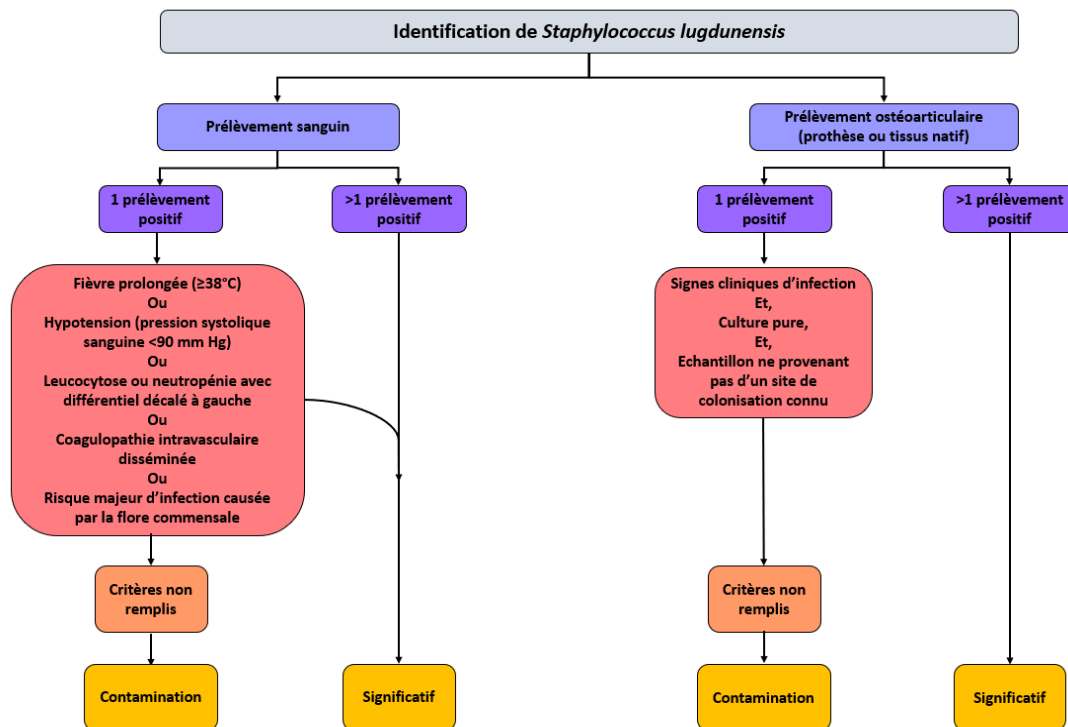 Identification de Staphylococcus lugdunensis
Prélèvement sanguin
Prélèvement ostéoarticulaire
(prothèse ou tissus natif)
1 prélèvement
positif
>1 prélèvement
positif
1 prélèvement
positif
>1 prélèvement
positif
Fièvre prolongée (≥38°C)
Ou
Hypotension (pression systolique
sanguine <90 mm Hg)
Ou
Leucocytose ou neutropénie avec
différentiel décalé à gauche
Ou
Coagulopathie intravasculaire
disséminée
Ou
Risque majeur d’infection causée
par la flore commensale
Signes cliniques d’infection
Et,
Culture pure,
Et,
Echantillon ne provenant
pas d’un site de
colonisation connu
Critères non
remplis
Critères non
remplis
Contamination
Significatif
Contamination
Significatif